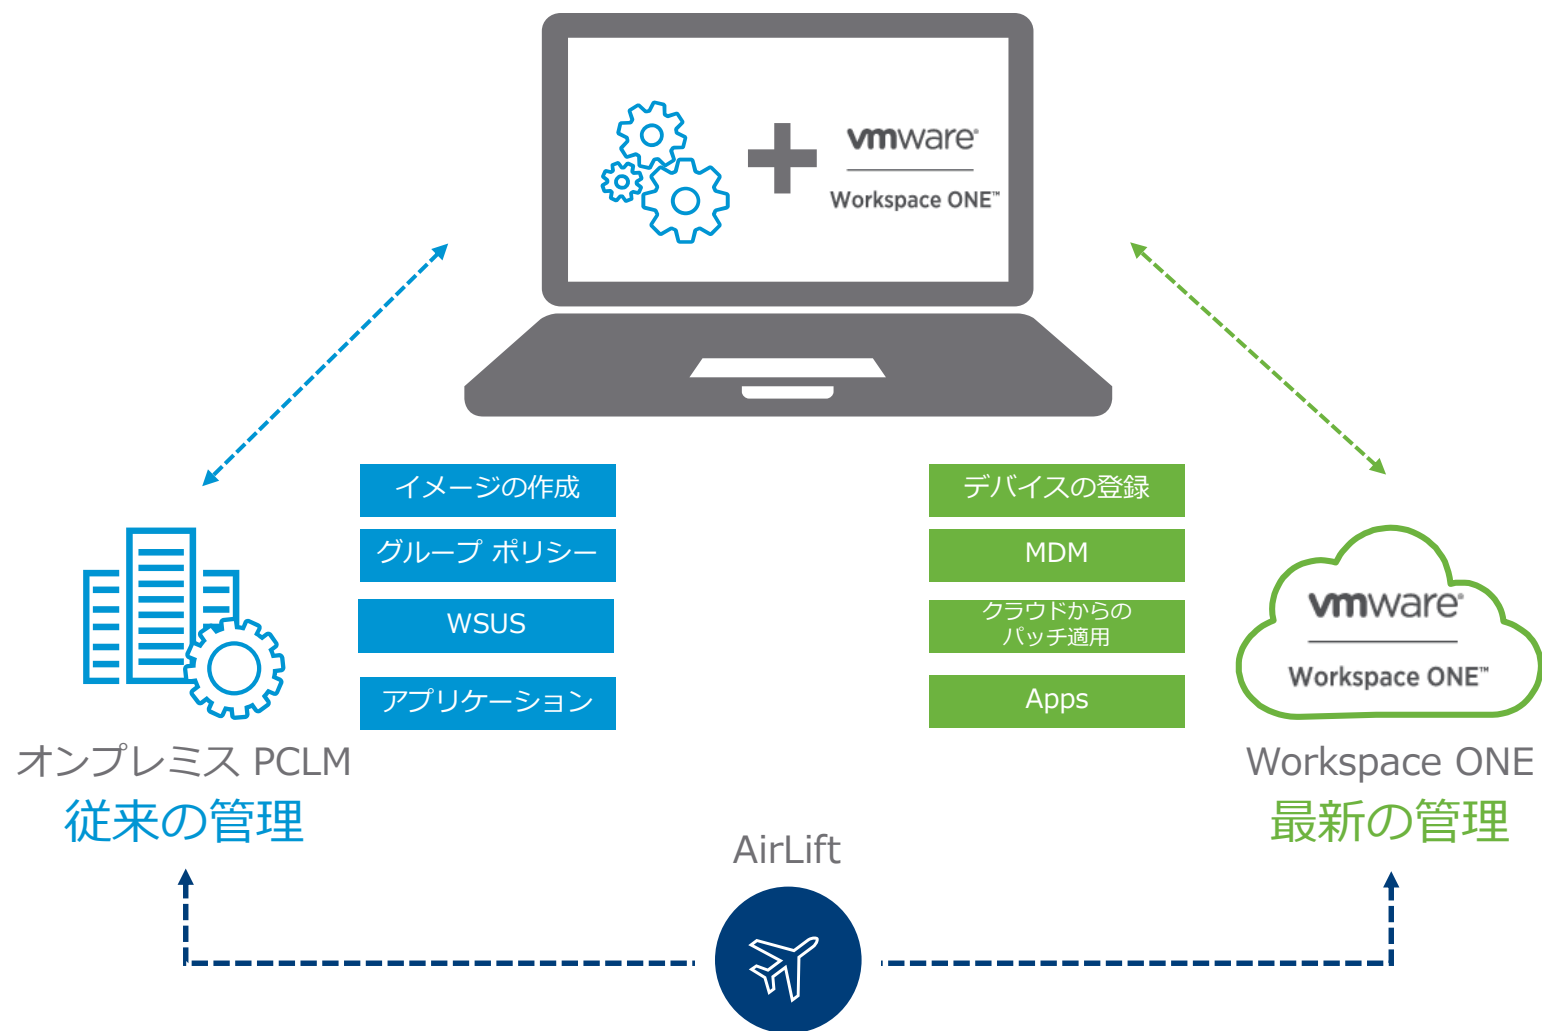 vmware®
Workspace ONE™
イメージの作成
グループ ポリシー
WSUS
アプリケーション
デバイスの登録
MDM
クラウドからの
パッチ適用
Apps
オンプレミス PCLM
従来の管理
vmware®
Workspace ONE™
Workspace ONE
最新の管理
AirLift